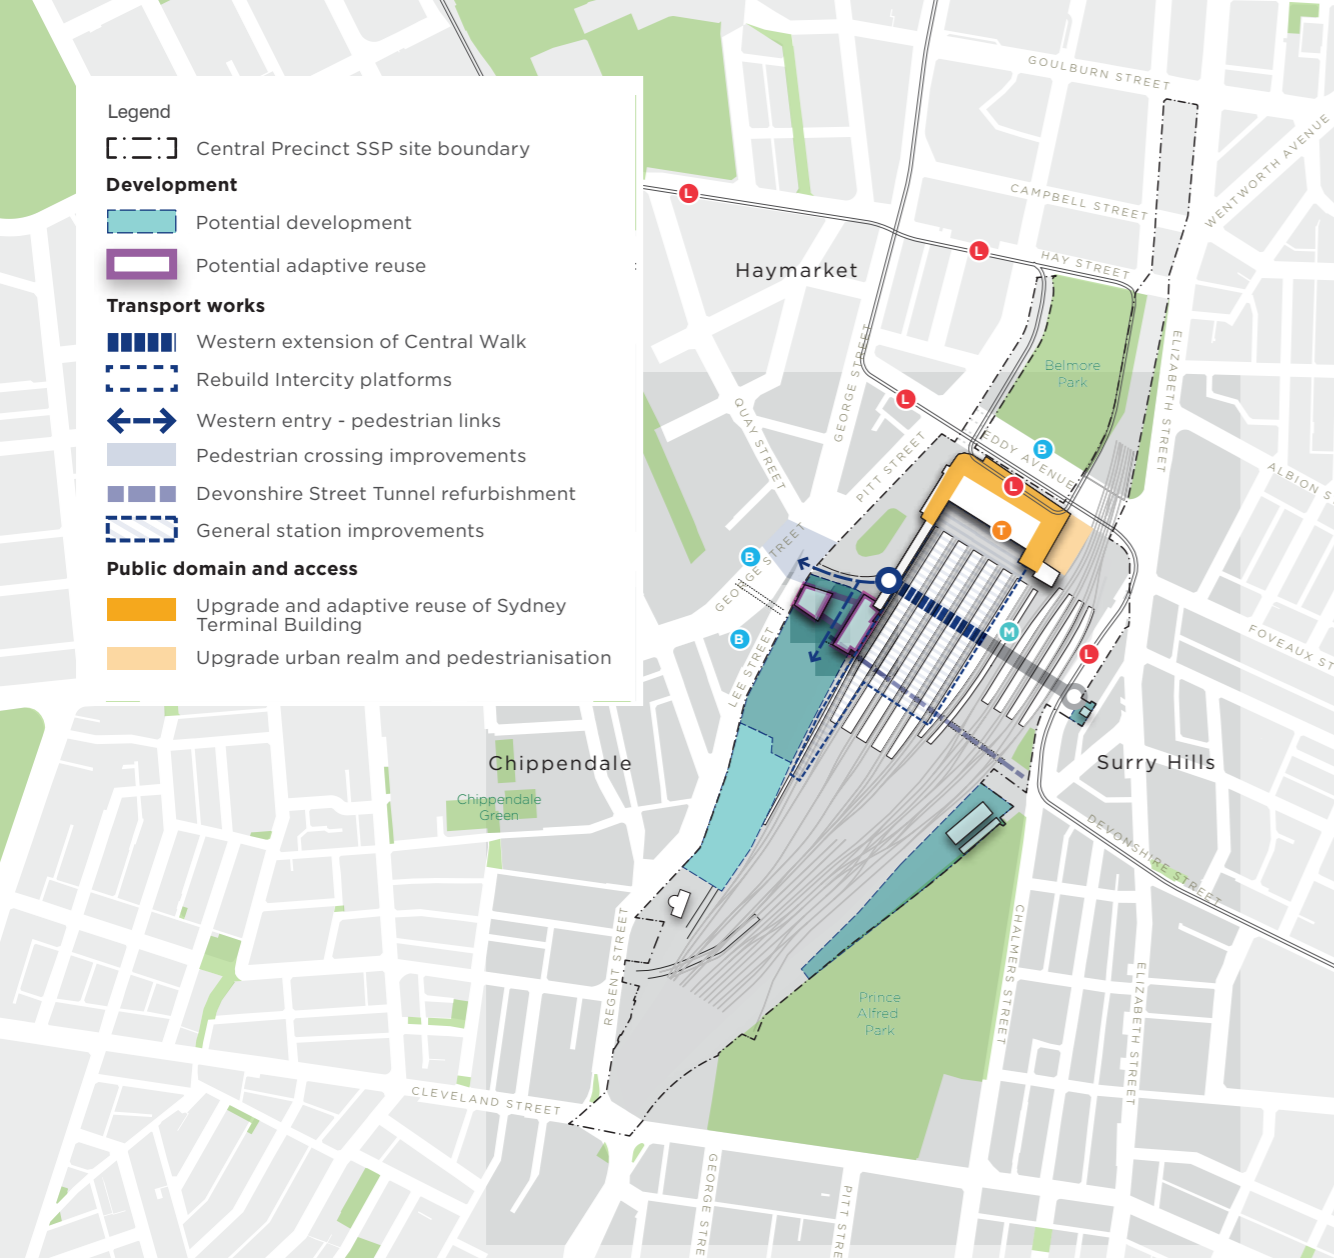 Legend
Central Precinct SSP site boundary
Development
Potential development
Potential adaptive reuse
Transport works
Western extension of Central Walk
Rebuild Intercity platforms
Western entry - pedestrian links
Pedestrian crossing improvements
Devonshire Street Tunnel refurbishment
General station improvements
Public domain and access
Upgrade and adaptive reuse of Sydney
Terminal Building
Upgrade urban realm and pedestrianisation
GOULBURN STREET
WENTWORTH AVENUE
CAMPBELL STREET
L
L
HAY STREET
Haymarket
Belmore
Park
ELIZABETH STREET
GEORGE STREET
QUAY STREET
L
PITT STREET
EDDY AVENUE
B
ALBION S
L
T
GEORGE STREET
B
GEORGE STREET
B
M
L
FOVEAUX ST
LEE STREET
Chippendale
Surry Hills
Chippendale
Green
DEVONSHIRE STREET
REGENT STREET
CHALMERS STREET
ELIZABETH STREET
Prince
Alfred
Park
CLEVELAND STREET
GEORGE STRE
PITT STRE